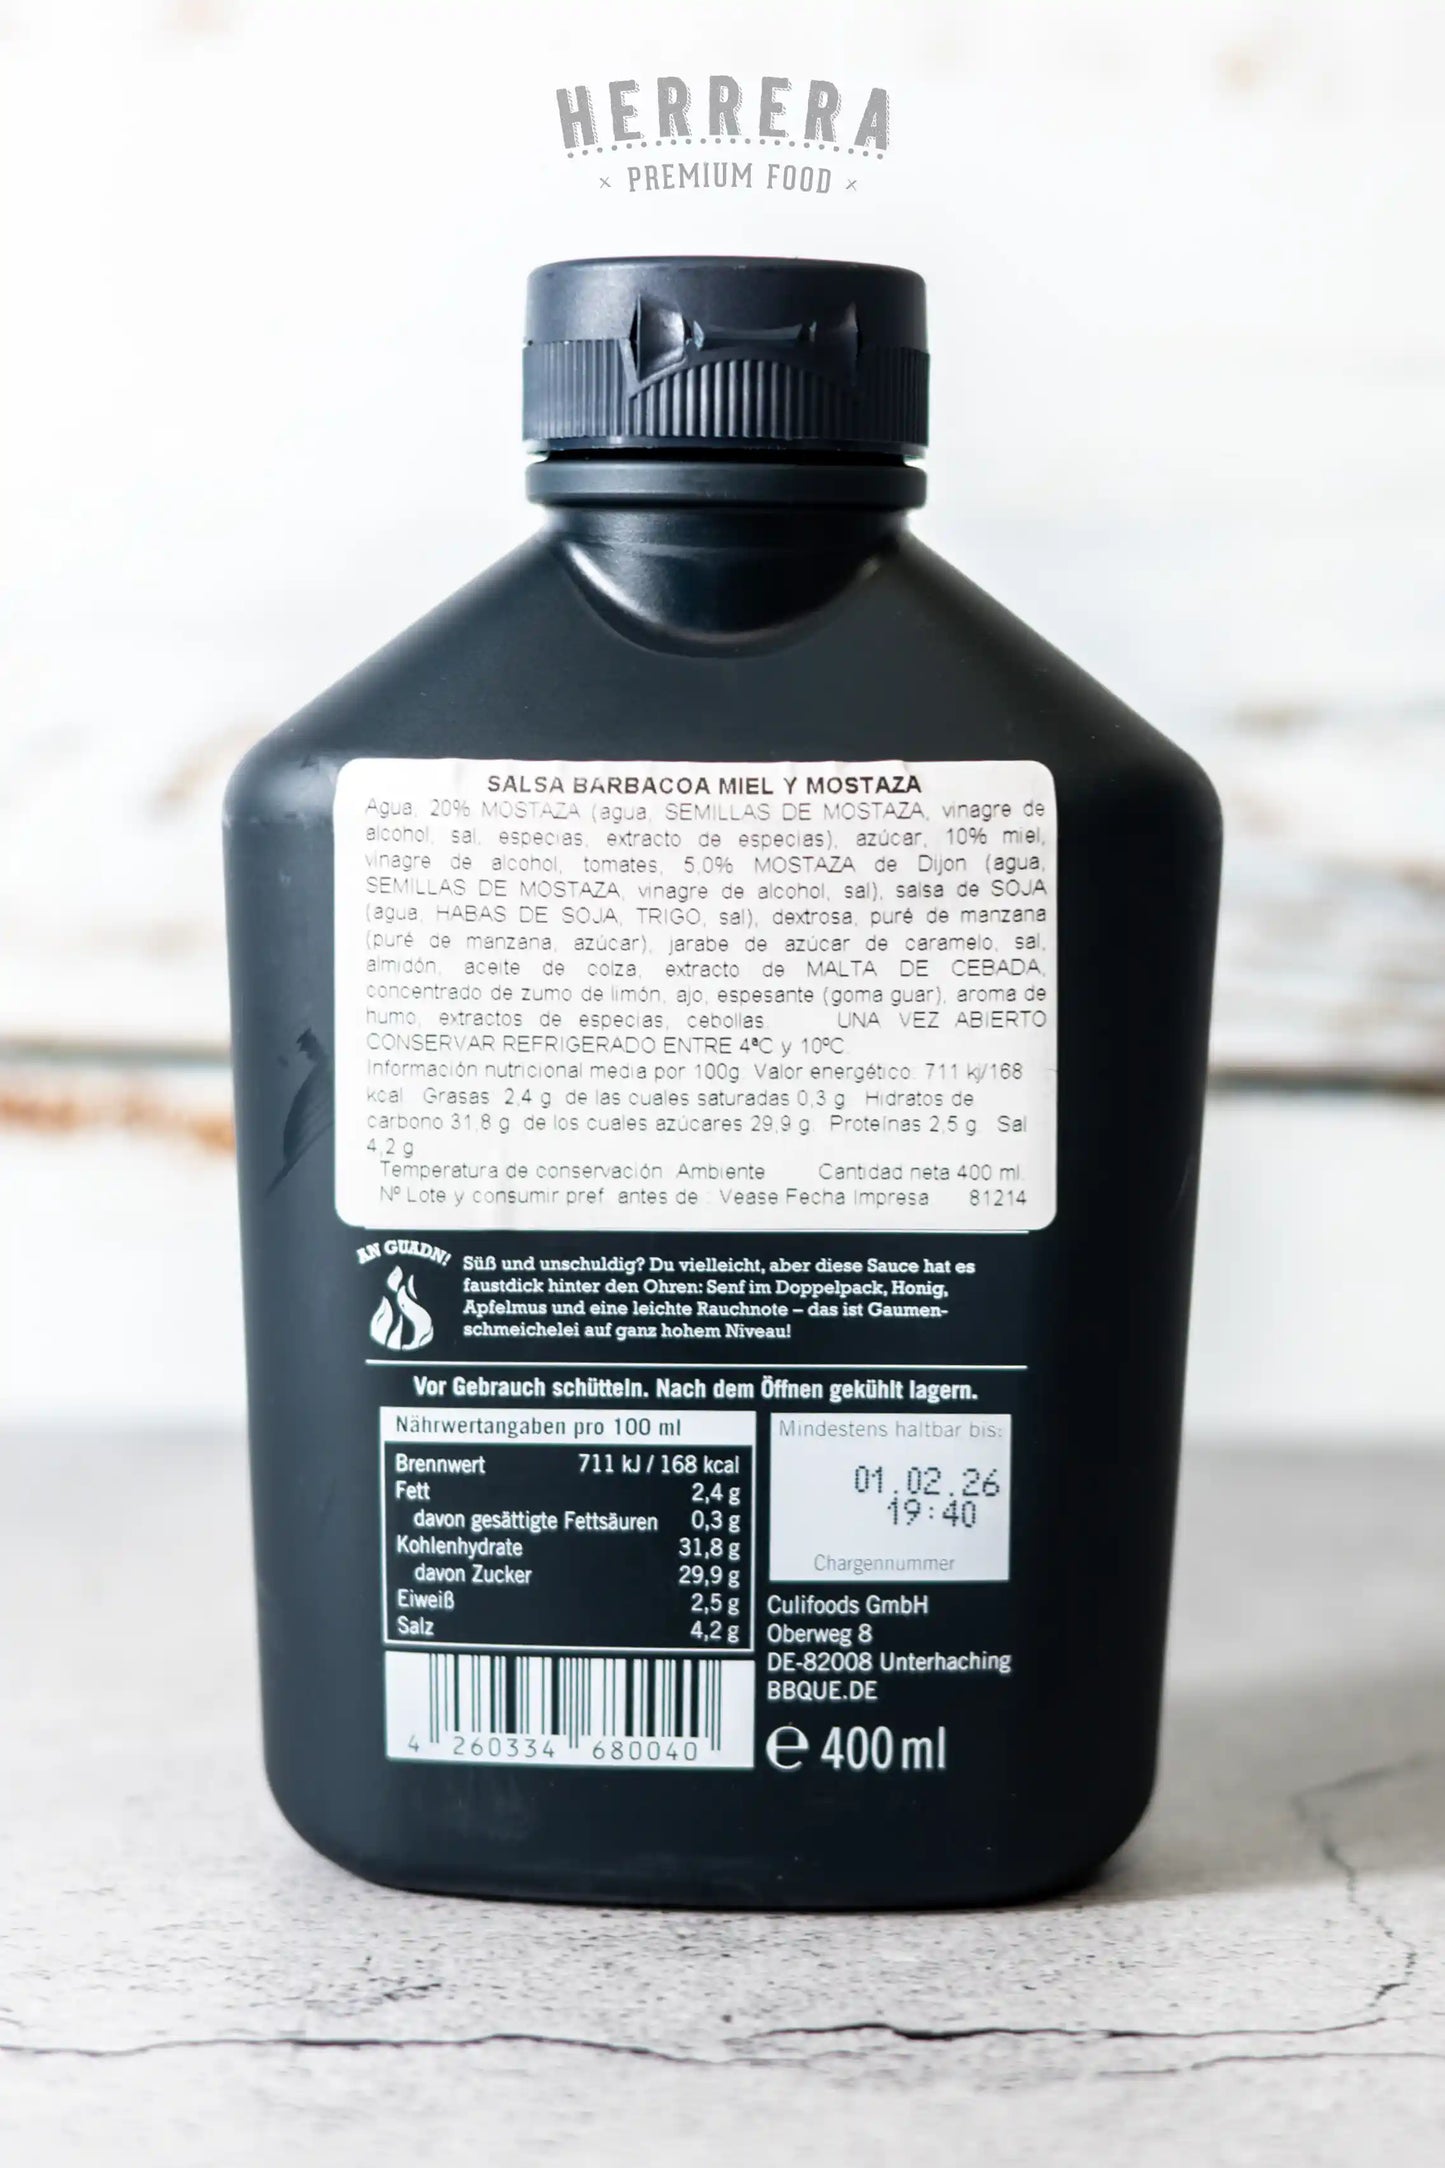 HERRERA
× PREMIUM FOOD ×
SALSA BARBACOA MIEL Y MOSTAZA
Agua, 20% MOSTAZA (agua, SEMILLAS DE MOSTAZA, vinagre de
alcohol, sal, especias, extracto de especias), azúcar, 10% miel,
vinagre de alcohol, tomates, 5,0% MOSTAZA de Dijon (agua,
SEMILLAS DE MOSTAZA, vinagre de alcohol, sal), salsa de SOJA
(agua, HABAS DE SOJA, TRIGO, sal), dextrosa, puré de manzana
(puré de manzana, azúcar), jarabe de azúcar de caramelo, sal,
almidón, aceite de colza, extracto de MALTA DE CEBADA,
concentrado de zumo de limón, ajo, espesante (goma guar), aroma de
humo, extractos de especias, cebollas. UNA VEZ ABIERTO
CONSERVAR REFRIGERADO ENTRE 4ªC y 10ºC.
Información nutricional media por 100g: Valor energético: 711 kj/168
kcal Grasas 2,4 g de las cuales saturadas 0,3 g Hidratos de
carbono 31,8 g de los cuales azúcares 29,9 g Proteínas 2,5 g Sal
4,2 g
Temperatura de conservación Ambiente Cantidad neta 400 ml.
Nº Lote y consumir pref. antes de : Vease Fecha Impresa 81214
AN GUADN!
Süß und unschuldig? Du vielleicht, aber diese Sauce hat es
faustdick hinter den Ohren: Senf im Doppelpack, Honig,
Apfelmus und eine leichte Rauchnote – das ist Gaumen-
schmeichelei auf ganz hohem Niveau!
Vor Gebrauch schütteln. Nach dem Öffnen gekühlt lagern.
Nährwertangaben pro 100 ml
Brennwert 711 kJ / 168 kcal
Fett 2,4 g
davon gesättigte Fettsäuren 0,3 g
Kohlenhydrate 31,8 g
davon Zucker 29,9 g
Eiweiß 2,5 g
Salz 4,2 g
Mindestens haltbar bis:
01.02.26
19:40
Chargennummer
Culifoods GmbH
Oberweg 8
DE-82008 Unterhaching
BBQUE.DE
4 260334 680040
℮ 400 ml